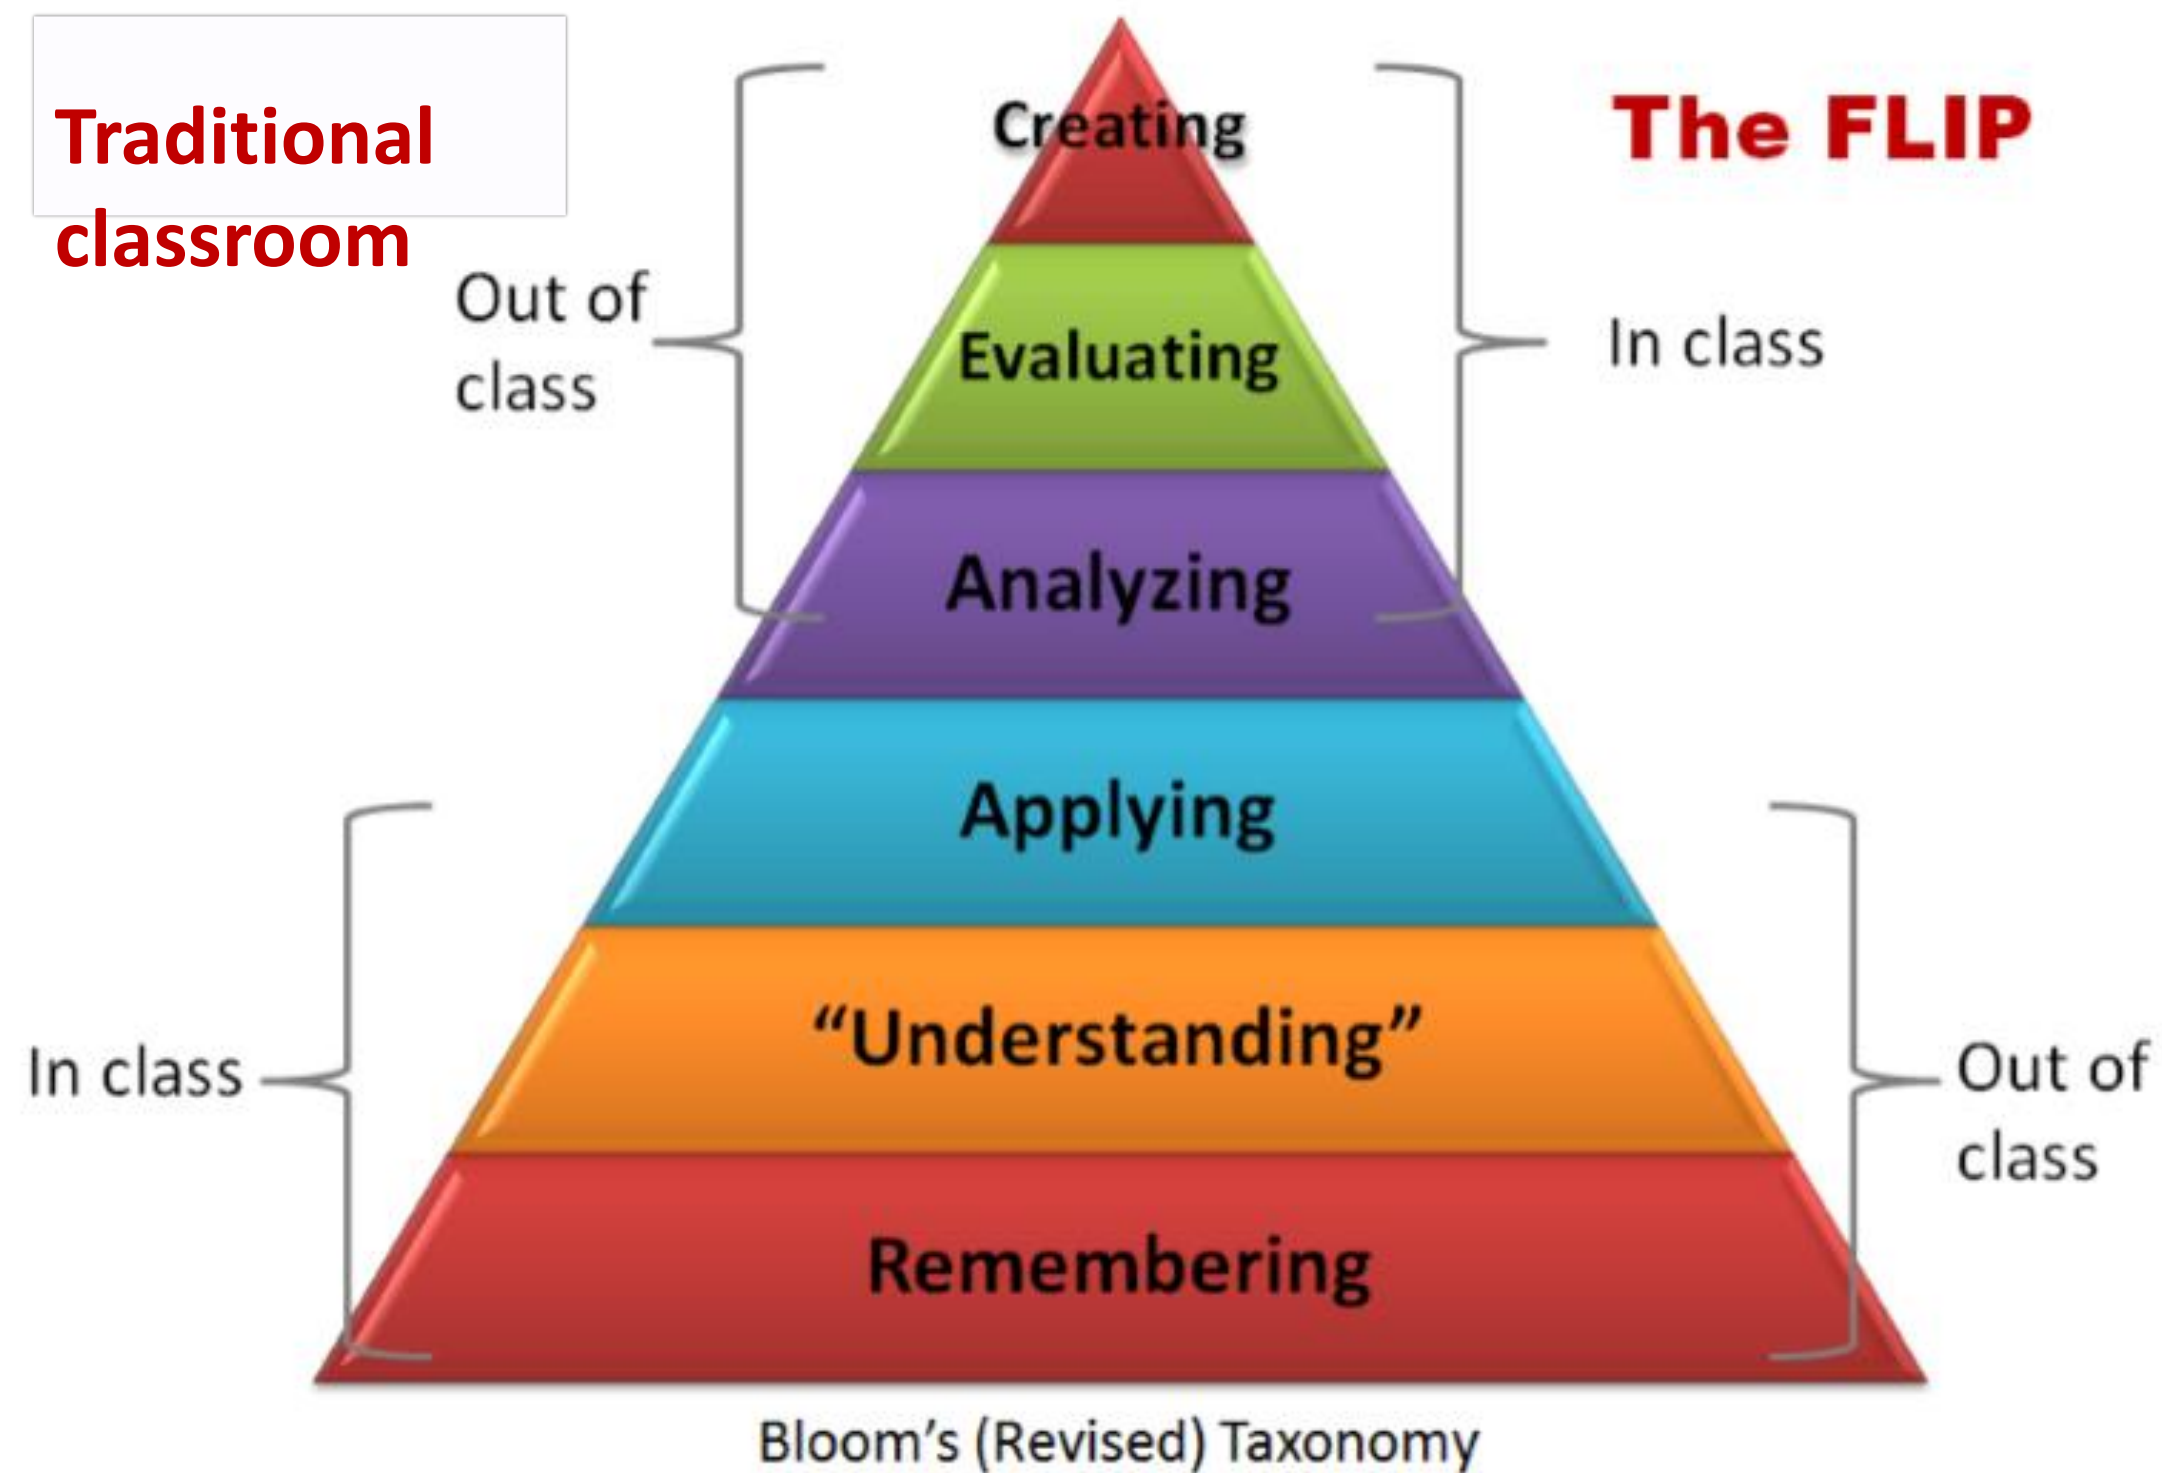 Traditional
classroom
The FLIP
Creating
Out of
class
Evaluating
In class
Analyzing
Applying
“Understanding”
In class
Out of
class
Remembering
Bloom’s (Revised) Taxonomy